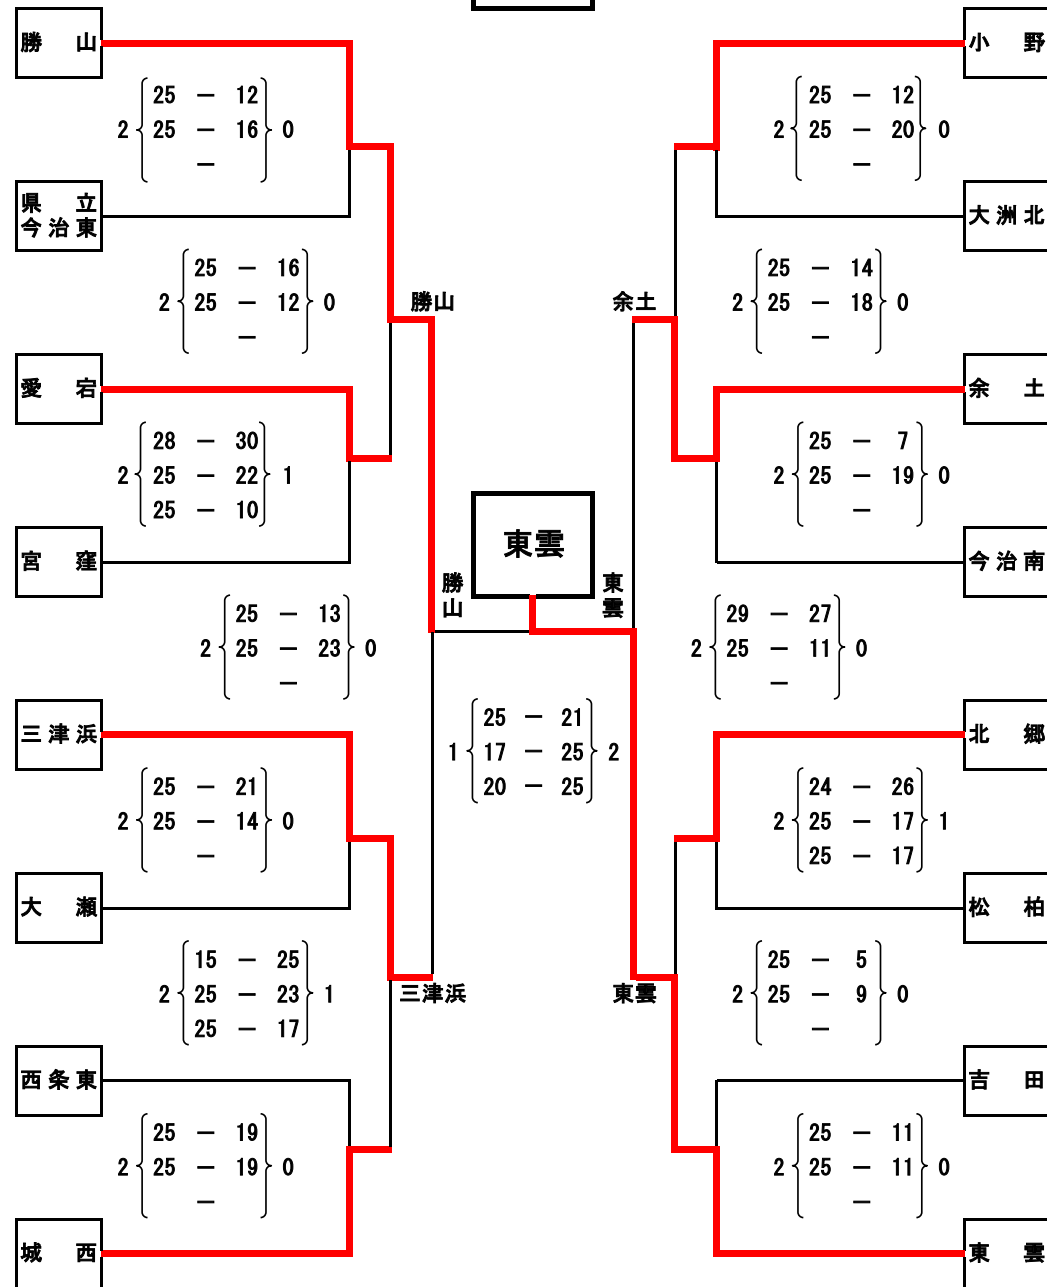 勝 山
25 － 12
2 25 － 16 0
－
県 立
今治東
25 － 16
2 25 － 12 0
－
勝山
愛 宕
28 － 30
2 25 － 22 1
25 － 10
宮 窪
25 － 13
2 25 － 23 0
－
勝山
三津浜
25 － 21
2 25 － 14 0
－
大 瀬
15 － 25
2 25 － 23 1
25 － 17
三津浜
西条東
25 － 19
2 25 － 19 0
－
城 西
東雲
25 － 21
1 17 － 25 2
20 － 25
小 野
25 － 12
2 25 － 20 0
－
大洲北
25 － 14
2 25 － 18 0
－
余土
余 土
25 － 7
2 25 － 19 0
－
今治南
東雲
29 － 27
2 25 － 11 0
－
北 郷
24 － 26
2 25 － 17 1
25 － 17
松 柏
25 － 5
2 25 － 9 0
－
東雲
吉 田
25 － 11
2 25 － 11 0
－
東 雲